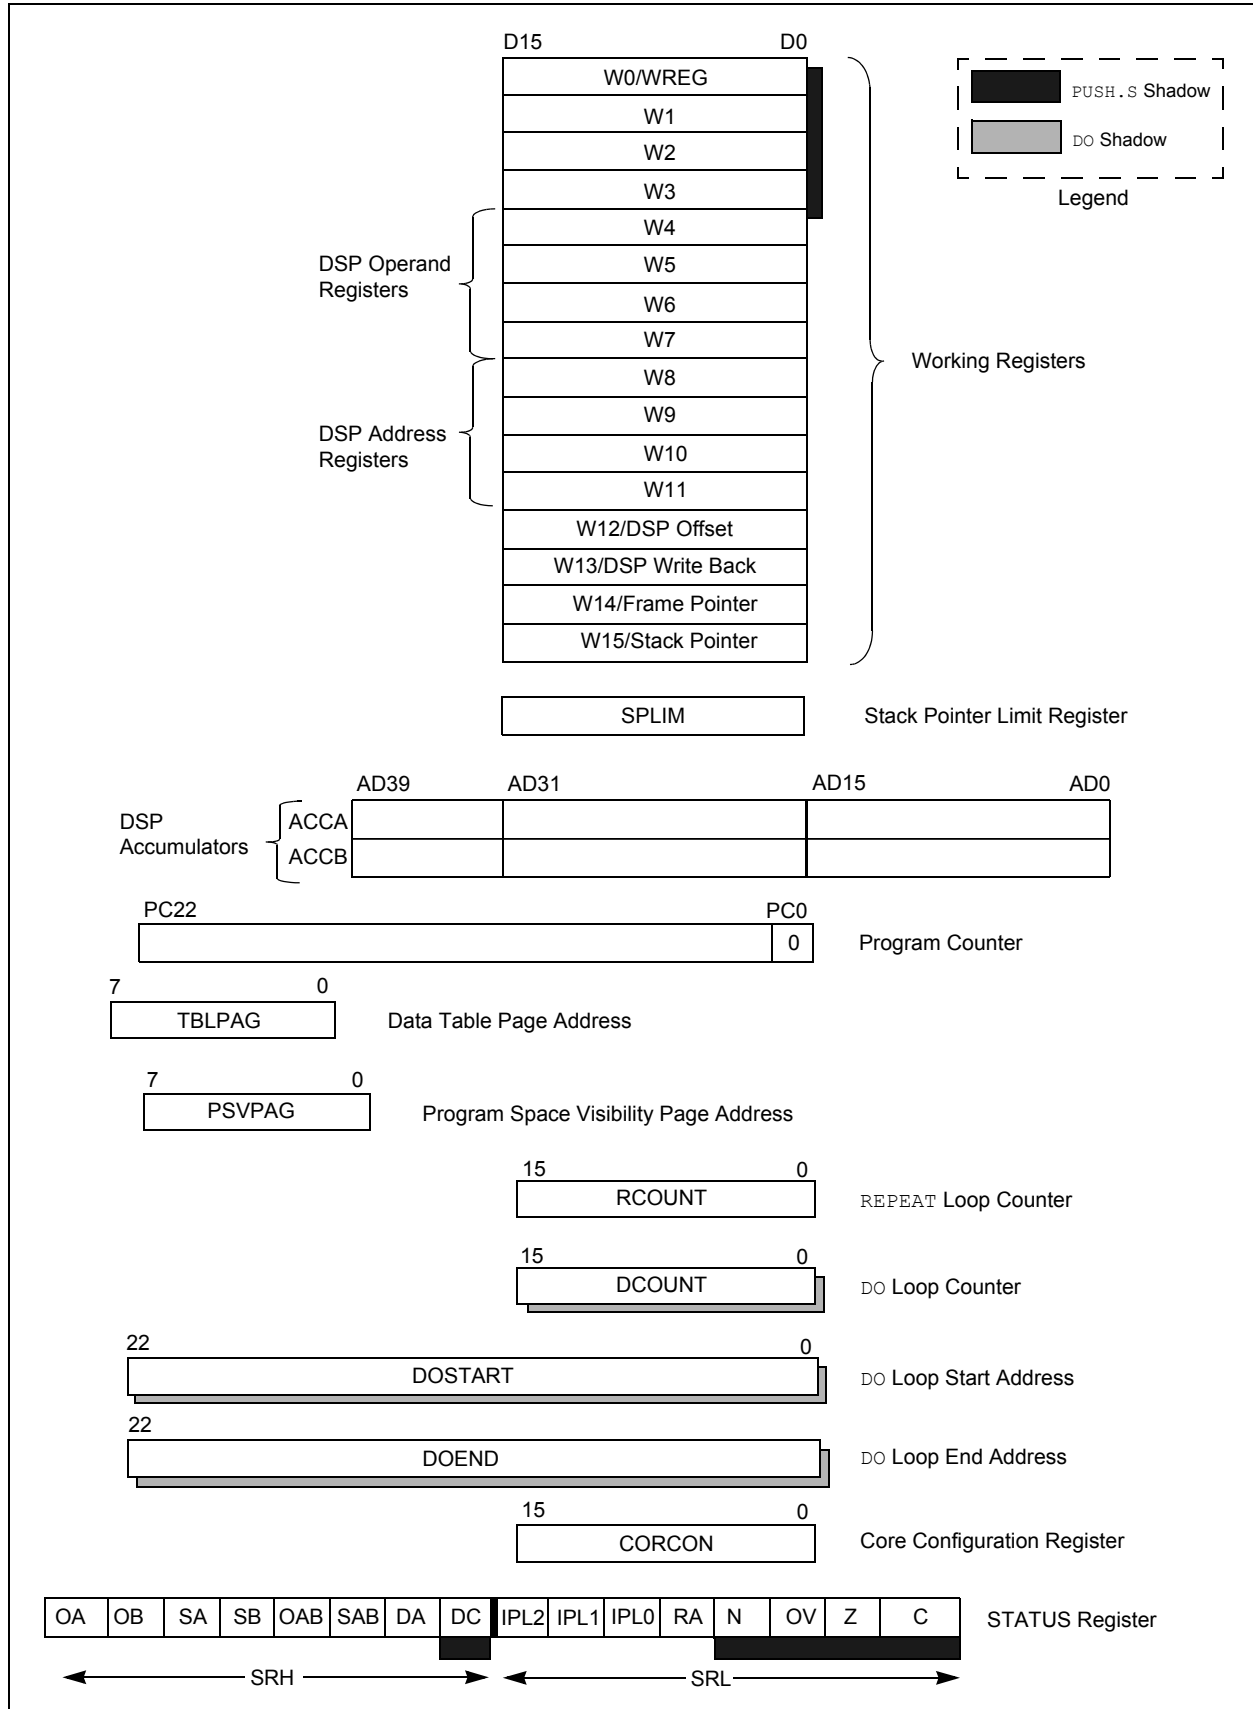 D15 D0
W0/WREG
PUSH.S Shadow
W1
DO Shadow
W2
W3
Legend
W4
DSP Operand
Registers
W5
W6
W7
Working Registers
W8
W9
DSP Address
Registers
W10
W11
W12/DSP Offset
W13/DSP Write Back
W14/Frame Pointer
W15/Stack Pointer
SPLIM Stack Pointer Limit Register
AD39 AD31 AD15 AD0
DSP
Accumulators
ACCA
ACCB
PC22 PC0
0 Program Counter
7 0
TBLPAG Data Table Page Address
7 0
PSVPAG Program Space Visibility Page Address
15 0
RCOUNT REPEAT Loop Counter
15 0
DCOUNT DO Loop Counter
22 0
DOSTART DO Loop Start Address
22
DOEND DO Loop End Address
15 0
CORCON Core Configuration Register
OA OB SA SB OAB SAB DA DC IPL2 IPL1 IPL0 RA N OV Z C STATUS Register
SRH SRL